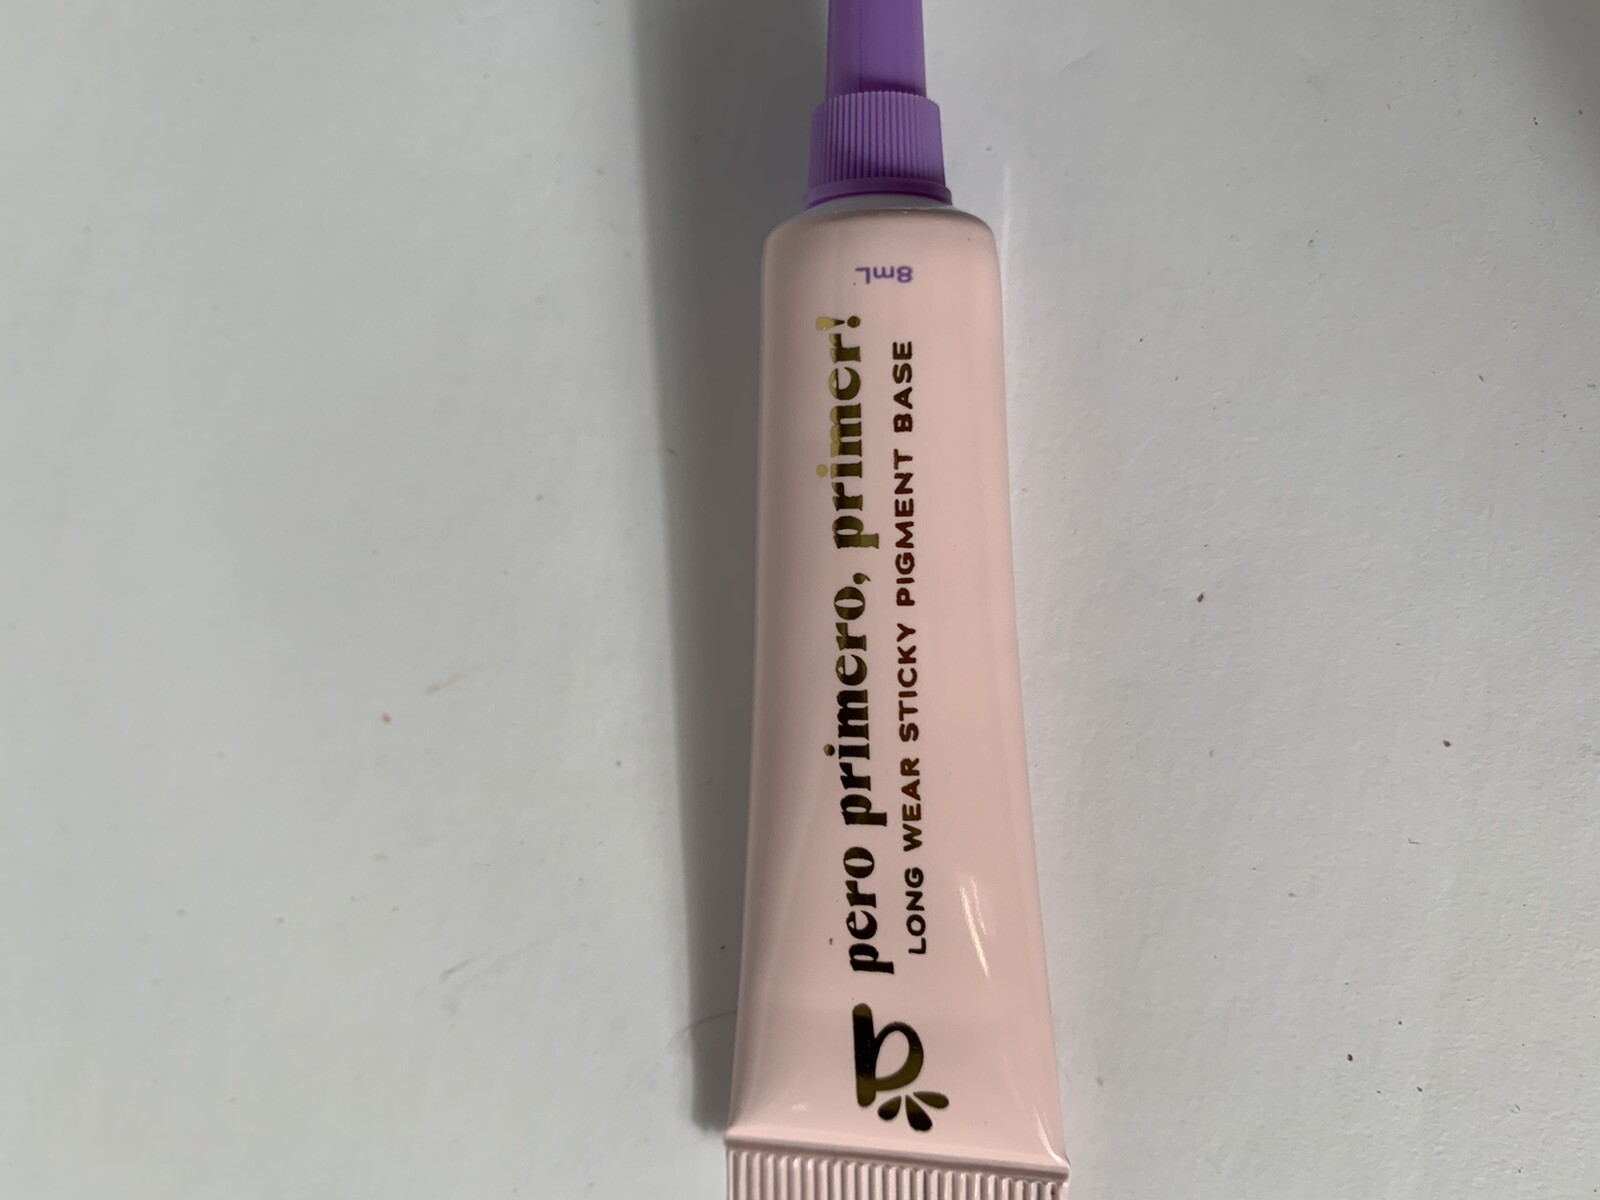 pero primero, primer!
LONG WEAR STICKY PIGMENT BASE
8mL